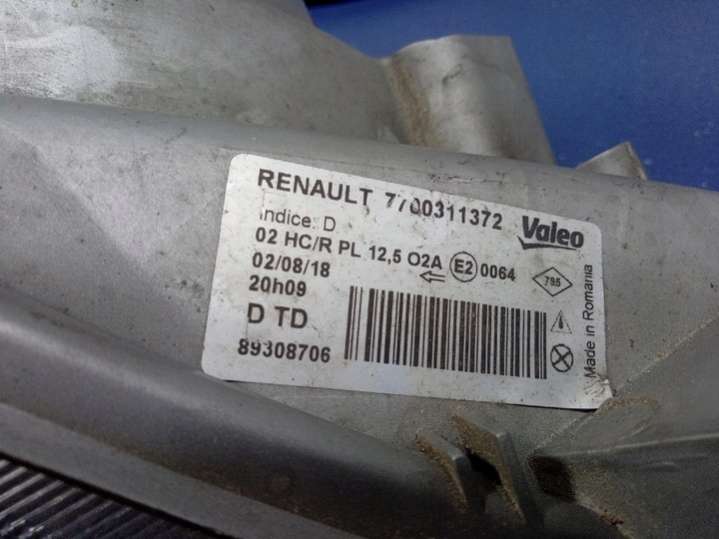 RENAULT 7700311372
Valeo
Indice: D
02 HC/R PL 12,5 O2A E2 0064
02/08/18
20h09
D TD
89308706
785
Made in Romania